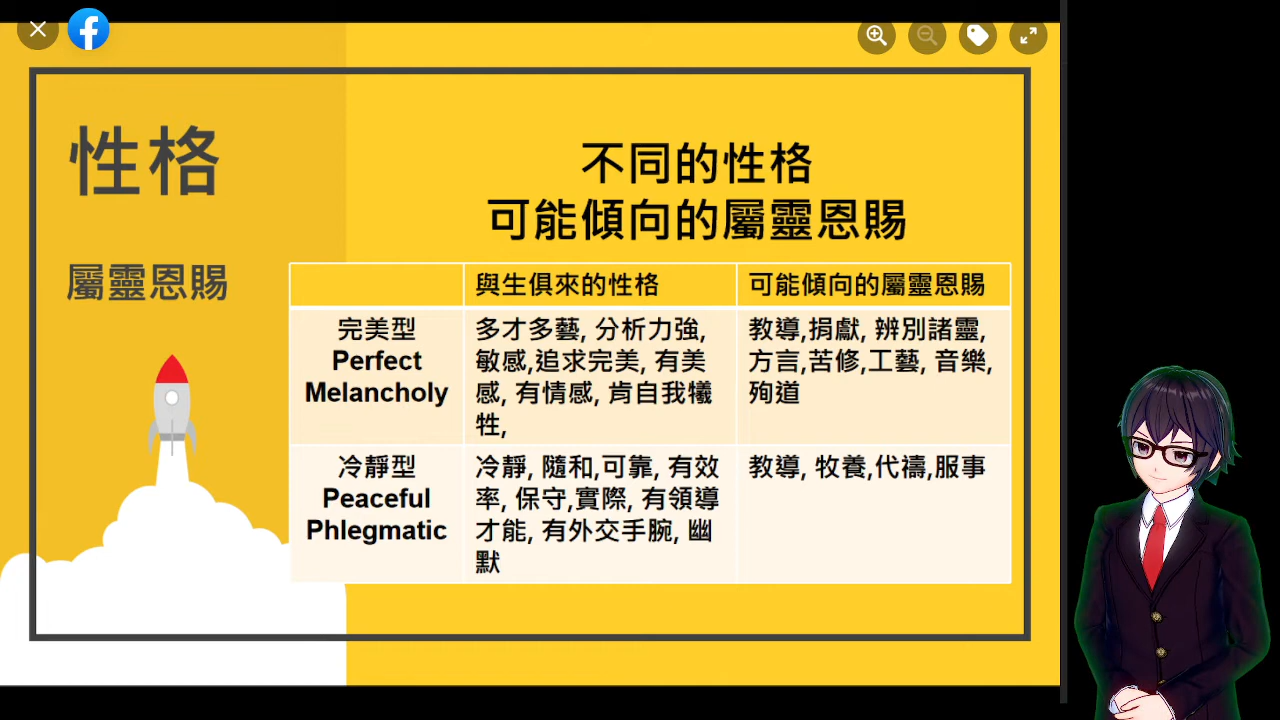 性格
屬靈恩賜
不同的性格
可能傾向的屬靈恩賜
與生俱來的性格
可能傾向的屬靈恩賜
完美型
Perfect
Melancholy
多才多藝, 分析力強,
敏感,追求完美, 有美
感, 有情感, 肯自我犧
牲,
教導,捐獻, 辨別諸靈,
方言,苦修,工藝, 音樂,
殉道
冷靜型
Peaceful
Phlegmatic
冷靜, 隨和,可靠, 有效
率, 保守,實際, 有領導
才能, 有外交手腕, 幽
默
教導, 牧養,代禱,服事